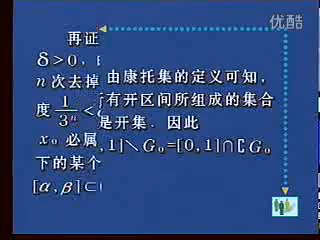 优酷
再证
δ>0,
n次去掉
度 1/3ⁿ <
x₀ 必属
下的某个
[α,β]⊂
由康托集的定义可知,
有开区间所组成的集合
是开集. 因此
,1]\G₀=[0,1]∩∁G₀